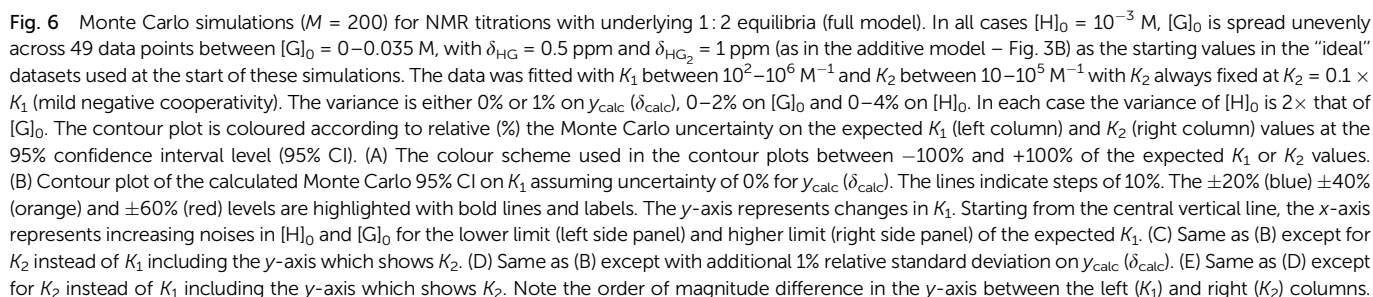 Fig. 6 Monte Carlo simulations (M = 200) for NMR titrations with underlying 1 : 2 equilibria (full model). In all cases [H]₀ = 10⁻³ M, [G]₀ is spread unevenly
across 49 data points between [G]₀ = 0–0.035 M, with δHG = 0.5 ppm and δHG₂ = 1 ppm (as in the additive model – Fig. 3B) as the starting values in the “ideal”
datasets used at the start of these simulations. The data was fitted with K₁ between 10²–10⁶ M⁻¹ and K₂ between 10–10⁵ M⁻¹ with K₂ always fixed at K₂ = 0.1 ×
K₁ (mild negative cooperativity). The variance is either 0% or 1% on ycalc (δcalc), 0–2% on [G]₀ and 0–4% on [H]₀. In each case the variance of [H]₀ is 2× that of
[G]₀. The contour plot is coloured according to relative (%) the Monte Carlo uncertainty on the expected K₁ (left column) and K₂ (right column) values at the
95% confidence interval level (95% CI). (A) The colour scheme used in the contour plots between −100% and +100% of the expected K₁ or K₂ values.
(B) Contour plot of the calculated Monte Carlo 95% CI on K₁ assuming uncertainty of 0% for ycalc (δcalc). The lines indicate steps of 10%. The ±20% (blue) ±40%
(orange) and ±60% (red) levels are highlighted with bold lines and labels. The y-axis represents changes in K₁. Starting from the central vertical line, the x-axis
represents increasing noises in [H]₀ and [G]₀ for the lower limit (left side panel) and higher limit (right side panel) of the expected K₁. (C) Same as (B) except for
K₂ instead of K₁ including the y-axis which shows K₂. (D) Same as (B) except with additional 1% relative standard deviation on ycalc (δcalc). (E) Same as (D) except
for K₂ instead of K₁ including the y-axis which shows K₂. Note the order of magnitude difference in the y-axis between the left (K₁) and right (K₂) columns.